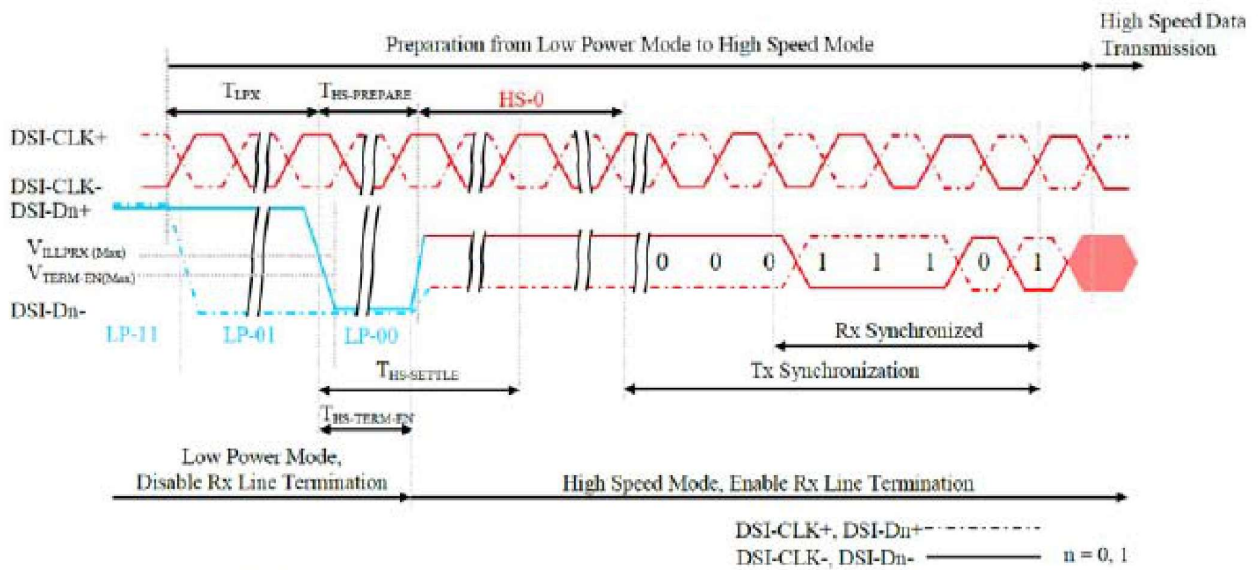 High Speed Data
Preparation from Low Power Mode to High Speed Mode
Transmission
TLPX
THS-PREPARE
HS-0
DSI-CLK+
DSI-CLK-
DSI-Dn+
VILLPRX (Max)
VTERM-EN(Max)
0 0 0 1 1 1 0 1
DSI-Dn-
LP-11 LP-01 LP-00
Rx Synchronized
THS-SETTLE
Tx Synchronization
THS-TERM-EN
Low Power Mode,
Disable Rx Line Termination
High Speed Mode, Enable Rx Line Termination
DSI-CLK+, DSI-Dn+
DSI-CLK-, DSI-Dn- n = 0, 1